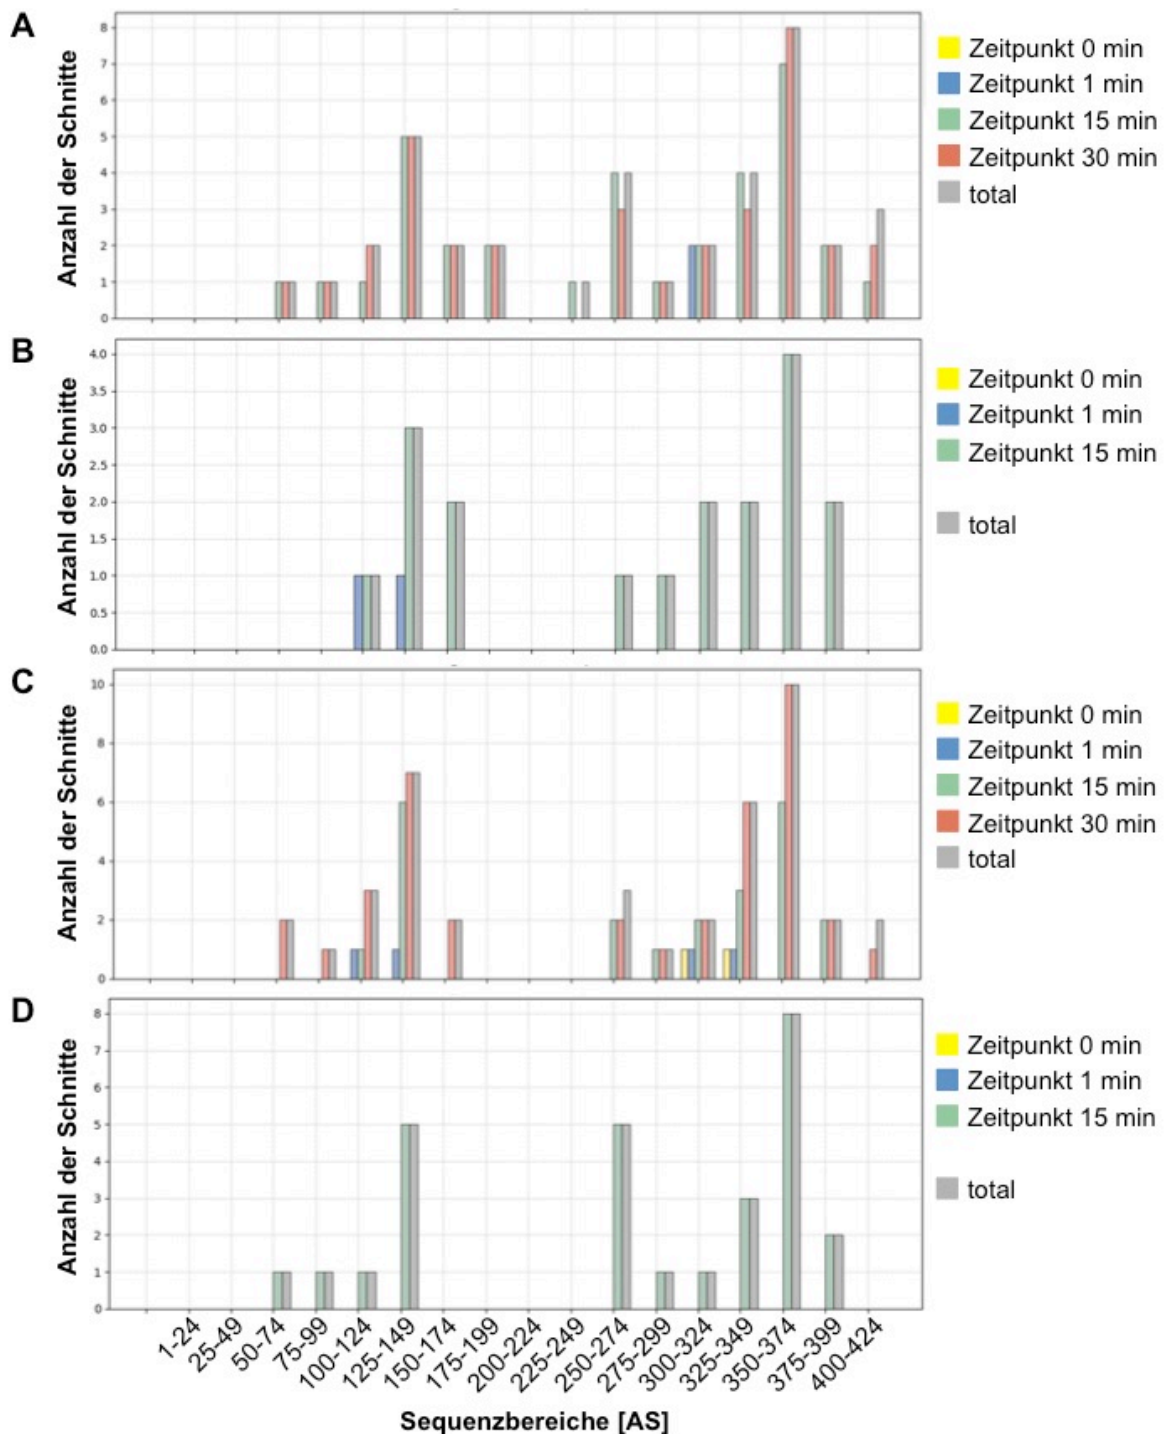 A
Anzahl der Schnitte
8
7
6
5
4
3
2
1
0
Zeitpunkt 0 min
Zeitpunkt 1 min
Zeitpunkt 15 min
Zeitpunkt 30 min
total
B
Anzahl der Schnitte
4.0
3.5
3.0
2.5
2.0
1.5
1.0
0.5
0.0
Zeitpunkt 0 min
Zeitpunkt 1 min
Zeitpunkt 15 min
total
C
Anzahl der Schnitte
10
8
6
4
2
0
Zeitpunkt 0 min
Zeitpunkt 1 min
Zeitpunkt 15 min
Zeitpunkt 30 min
total
D
Anzahl der Schnitte
8
7
6
5
4
3
2
1
0
Zeitpunkt 0 min
Zeitpunkt 1 min
Zeitpunkt 15 min
total
1-24
25-49
50-74
75-99
100-124
125-149
150-174
175-199
200-224
225-249
250-274
275-299
300-324
325-349
350-374
375-399
400-424
Sequenzbereiche [AS]